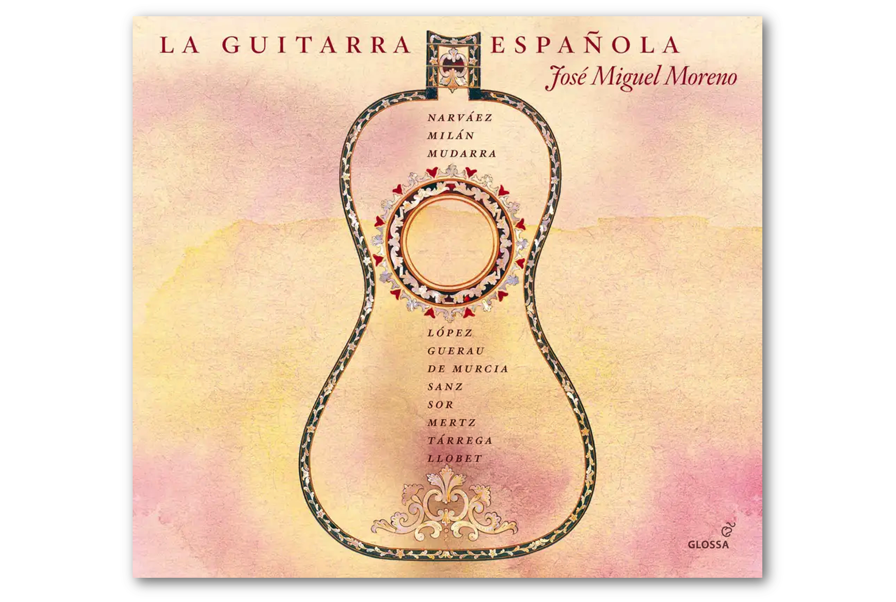 LA GUITARRA ESPAÑOLA
José Miguel Moreno
NARVÁEZ
MILÁN
MUDARRA
LÓPEZ
GUERAU
DE MURCIA
SANZ
SOR
MERTZ
TÁRREGA
LLOBET
GLOSSA